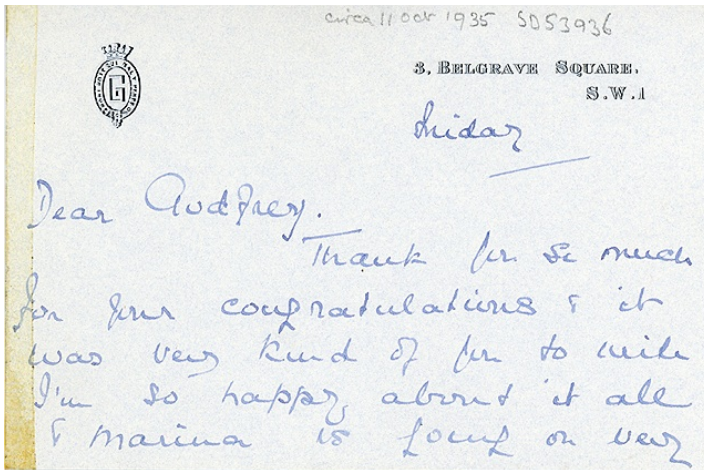 circa 11 Oct 1935 SD53936
3, BELGRAVE SQUARE.
S.W.1
Friday
Dear Godfrey.
Thank you so much
for your congratulations & it
was very kind of you to write
I'm so happy about it all
& Marina is going on very